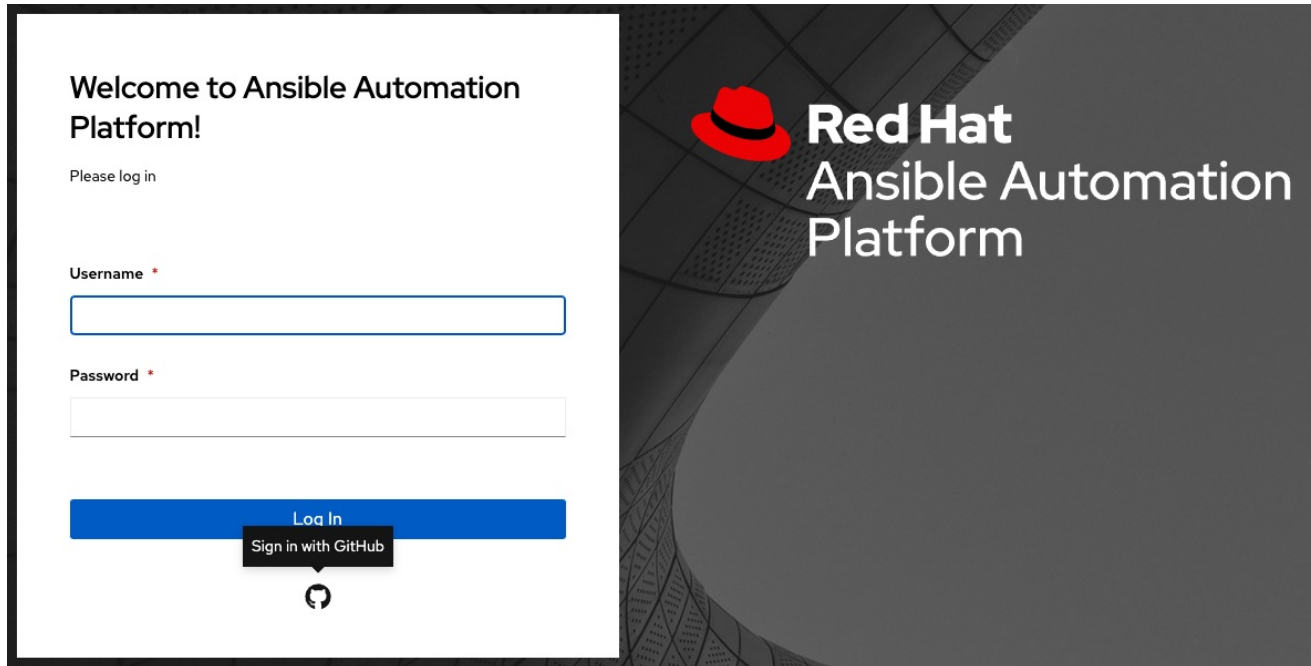 Welcome to Ansible Automation
Platform!
Please log in
Username *
Password *
Log In
Sign in with GitHub
Red Hat
Ansible Automation
Platform